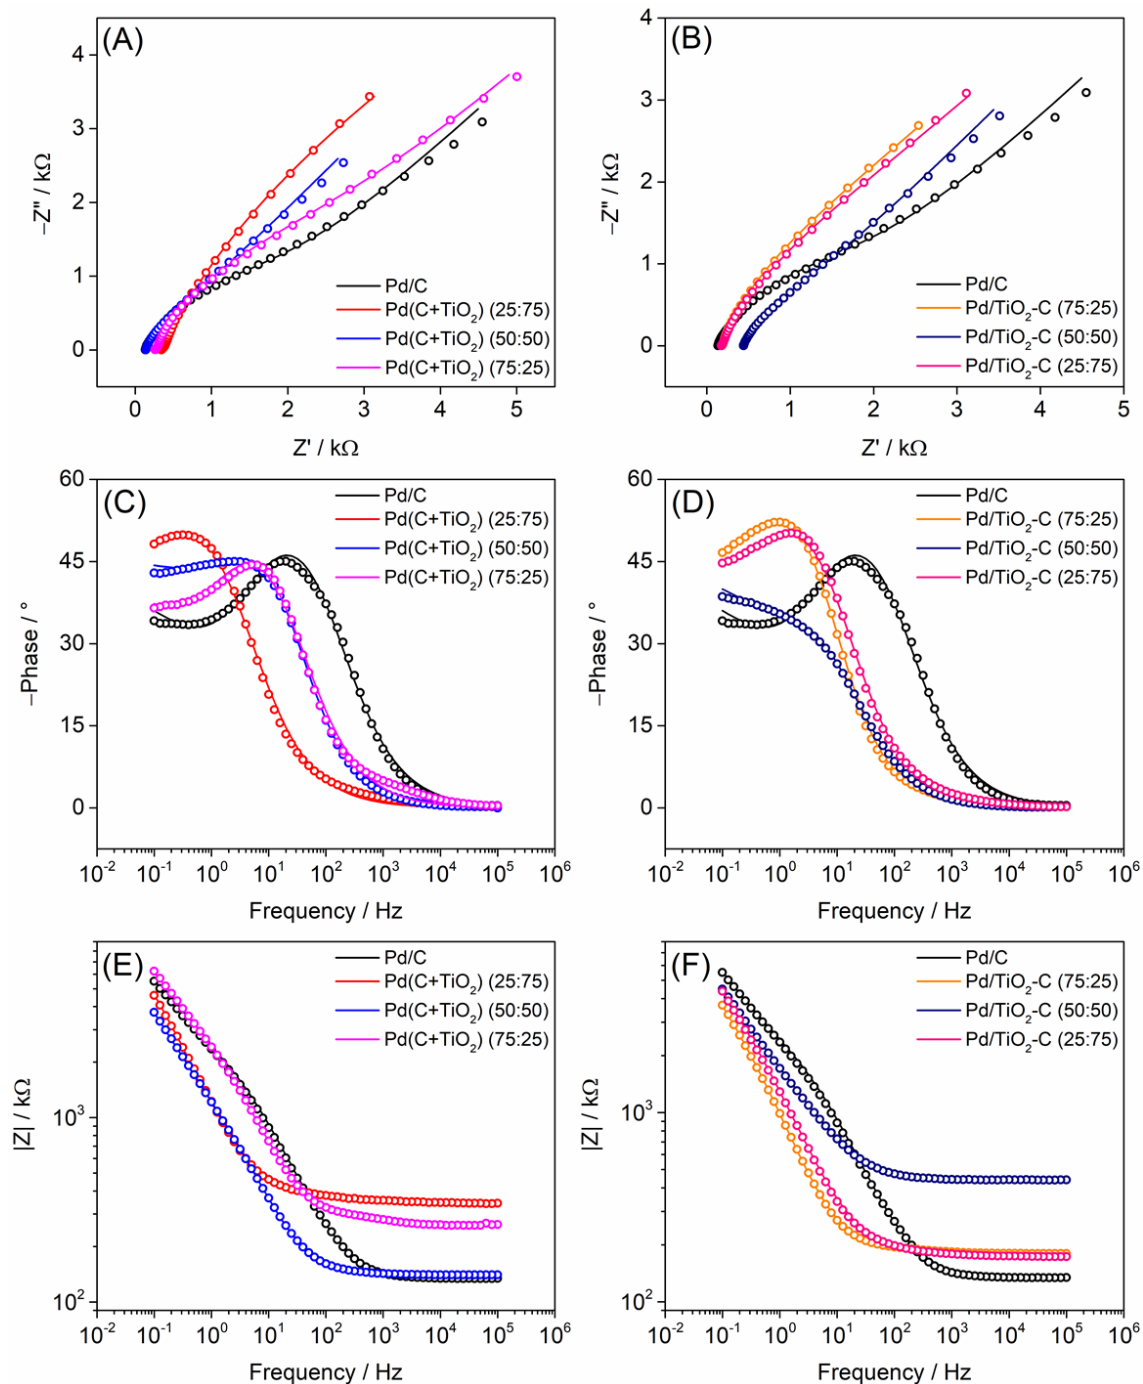 (A)
4
3
2
1
0
−Z" / kΩ
0 1 2 3 4 5
Z' / kΩ
Pd/C
Pd(C+TiO₂) (25:75)
Pd(C+TiO₂) (50:50)
Pd(C+TiO₂) (75:25)
(B)
4
3
2
1
0
−Z" / kΩ
0 1 2 3 4 5
Z' / kΩ
Pd/C
Pd/TiO₂-C (75:25)
Pd/TiO₂-C (50:50)
Pd/TiO₂-C (25:75)
(C)
60
45
30
15
0
−Phase / °
10⁻² 10⁻¹ 10⁰ 10¹ 10² 10³ 10⁴ 10⁵ 10⁶
Frequency / Hz
Pd/C
Pd(C+TiO₂) (25:75)
Pd(C+TiO₂) (50:50)
Pd(C+TiO₂) (75:25)
(D)
60
45
30
15
0
−Phase / °
10⁻² 10⁻¹ 10⁰ 10¹ 10² 10³ 10⁴ 10⁵ 10⁶
Frequency / Hz
Pd/C
Pd/TiO₂-C (75:25)
Pd/TiO₂-C (50:50)
Pd/TiO₂-C (25:75)
(E)
10³
10²
|Z| / kΩ
10⁻² 10⁻¹ 10⁰ 10¹ 10² 10³ 10⁴ 10⁵ 10⁶
Frequency / Hz
Pd/C
Pd(C+TiO₂) (25:75)
Pd(C+TiO₂) (50:50)
Pd(C+TiO₂) (75:25)
(F)
10³
10²
|Z| / kΩ
10⁻² 10⁻¹ 10⁰ 10¹ 10² 10³ 10⁴ 10⁵ 10⁶
Frequency / Hz
Pd/C
Pd/TiO₂-C (75:25)
Pd/TiO₂-C (50:50)
Pd/TiO₂-C (25:75)